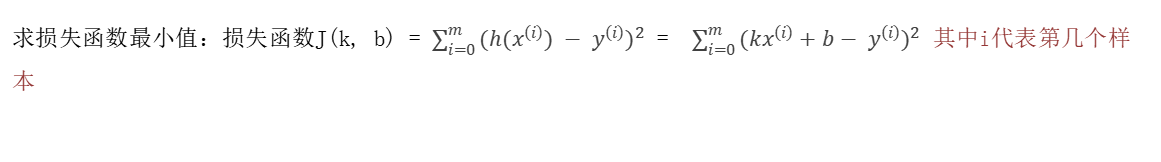 求损失函数最小值：损失函数J(k, b) = ∑_{i=0}^{m}(h(x^{(i)}) − y^{(i)})^2 = ∑_{i=0}^{m}(kx^{(i)} + b − y^{(i)})^2 其中i代表第几个样
本